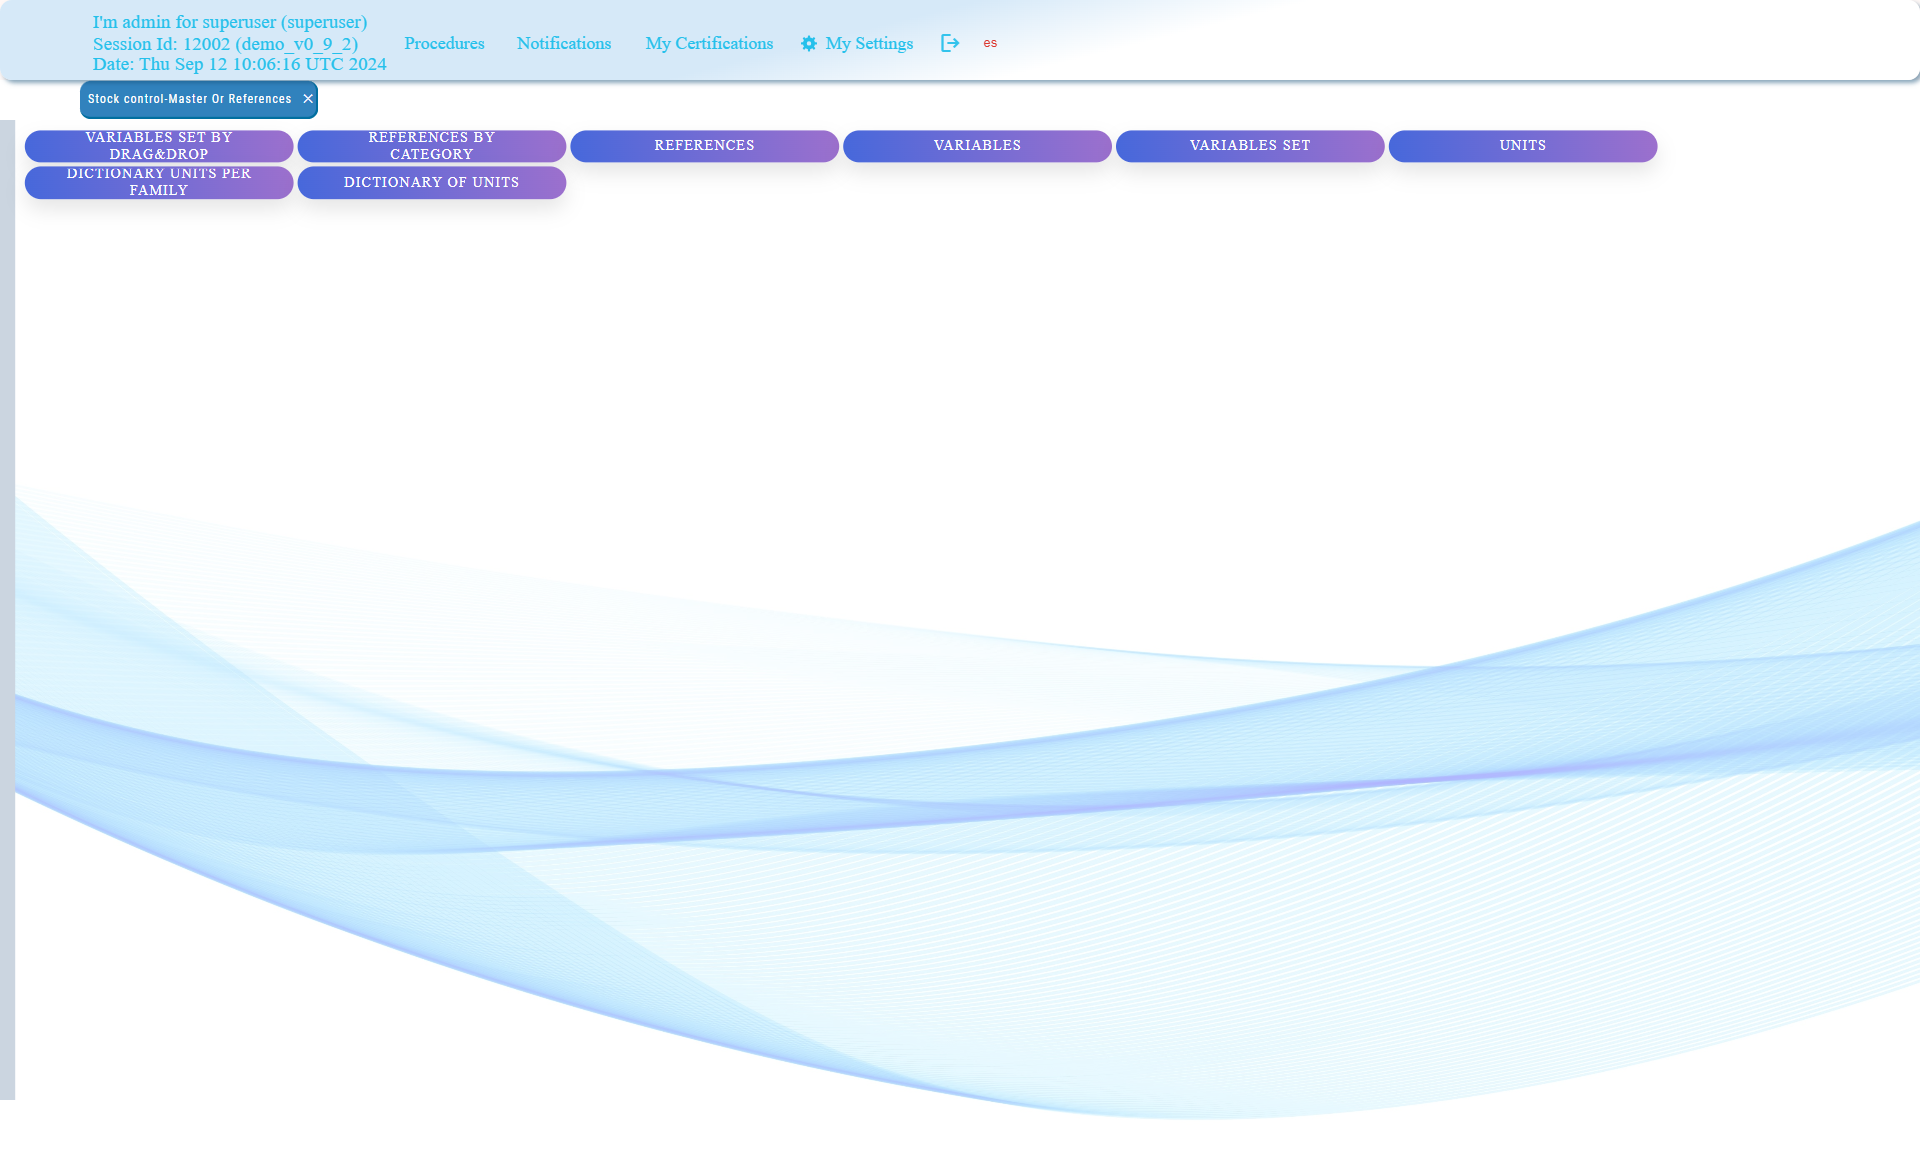 I'm admin for superuser (superuser)
Session Id: 12002 (demo_v0_9_2)
Date: Thu Sep 12 10:06:16 UTC 2024
Procedures
Notifications
My Certifications
My Settings
es
Stock control-Master Or References
VARIABLES SET BY
DRAG&DROP
REFERENCES BY
CATEGORY
REFERENCES
VARIABLES
VARIABLES SET
UNITS
DICTIONARY UNITS PER
FAMILY
DICTIONARY OF UNITS